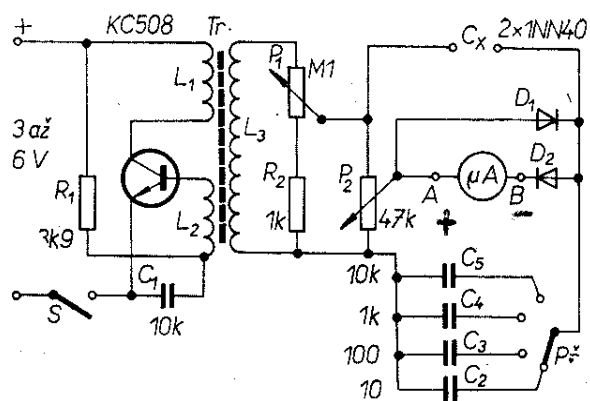 + KC508 Tr. Cx 2×1NN40
L1 P1 M1 D1
3 až L3 D2
6 V R1 R2 P2 µA
3k9 L2 1k 47k A B
+ −
C1 10k C5
S 10k 1k C4
100 C3 Př
10 C2